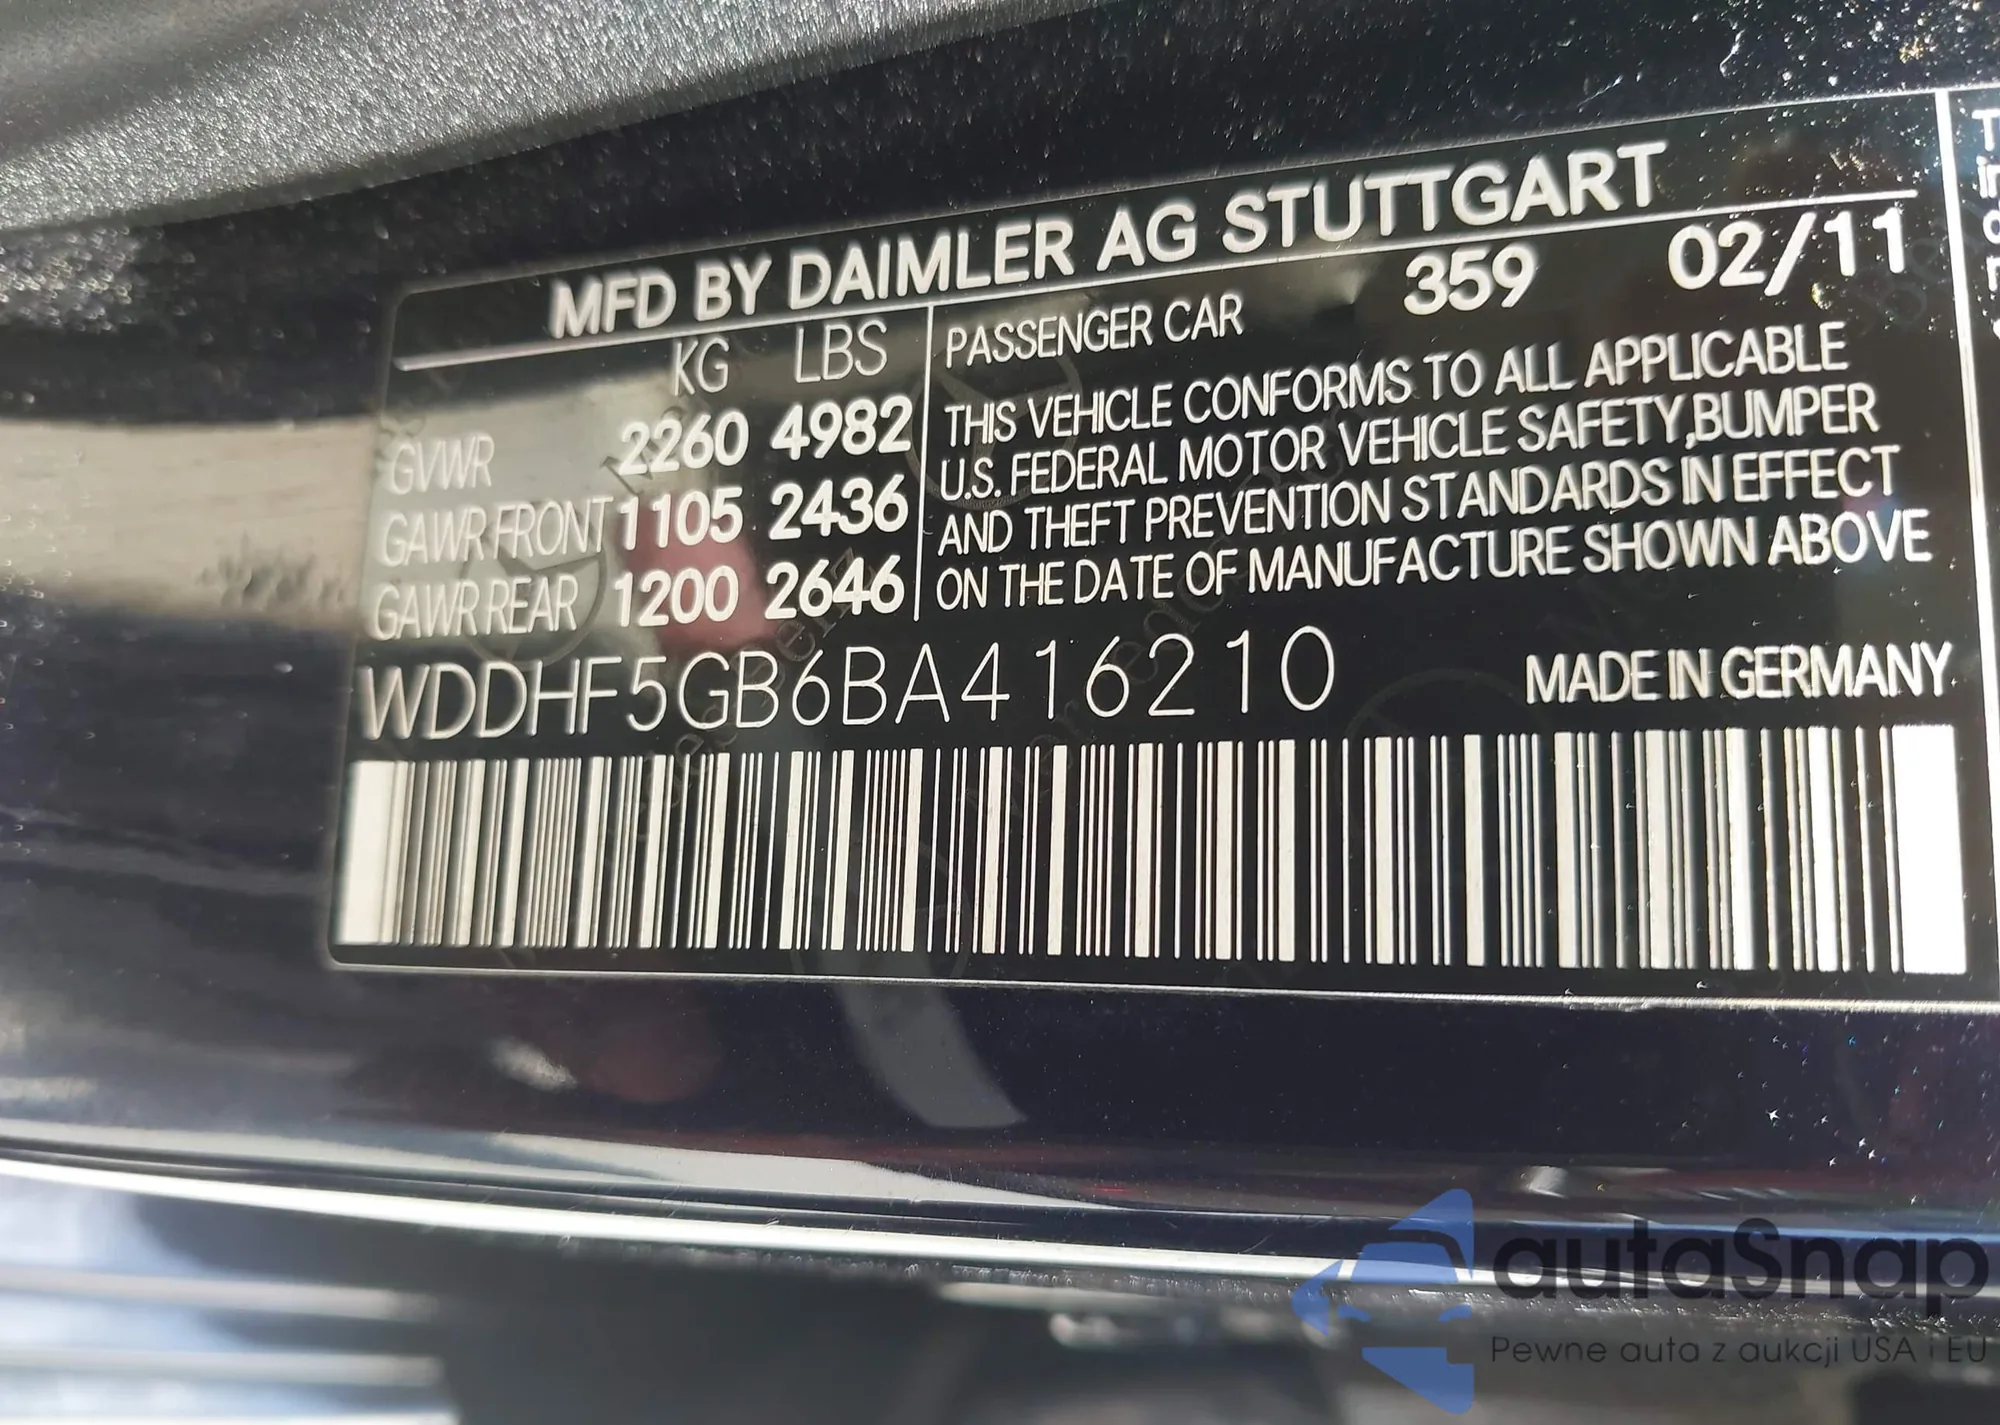 MFD BY DAIMLER AG STUTTGART
KG LBS
GVWR 2260 4982
GAWR FRONT 1105 2436
GAWR REAR 1200 2646
PASSENGER CAR 359 02/11
THIS VEHICLE CONFORMS TO ALL APPLICABLE
U.S. FEDERAL MOTOR VEHICLE SAFETY,BUMPER
AND THEFT PREVENTION STANDARDS IN EFFECT
ON THE DATE OF MANUFACTURE SHOWN ABOVE
WDDHF5GB6BA416210
MADE IN GERMANY
autaSnap
Pewne auta z aukcji USA i EU